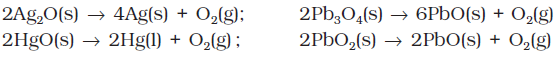 2Ag₂O(s) → 4Ag(s) + O₂(g); 2Pb₃O₄(s) → 6PbO(s) + O₂(g)
2HgO(s) → 2Hg(l) + O₂(g) ; 2PbO₂(s) → 2PbO(s) + O₂(g)